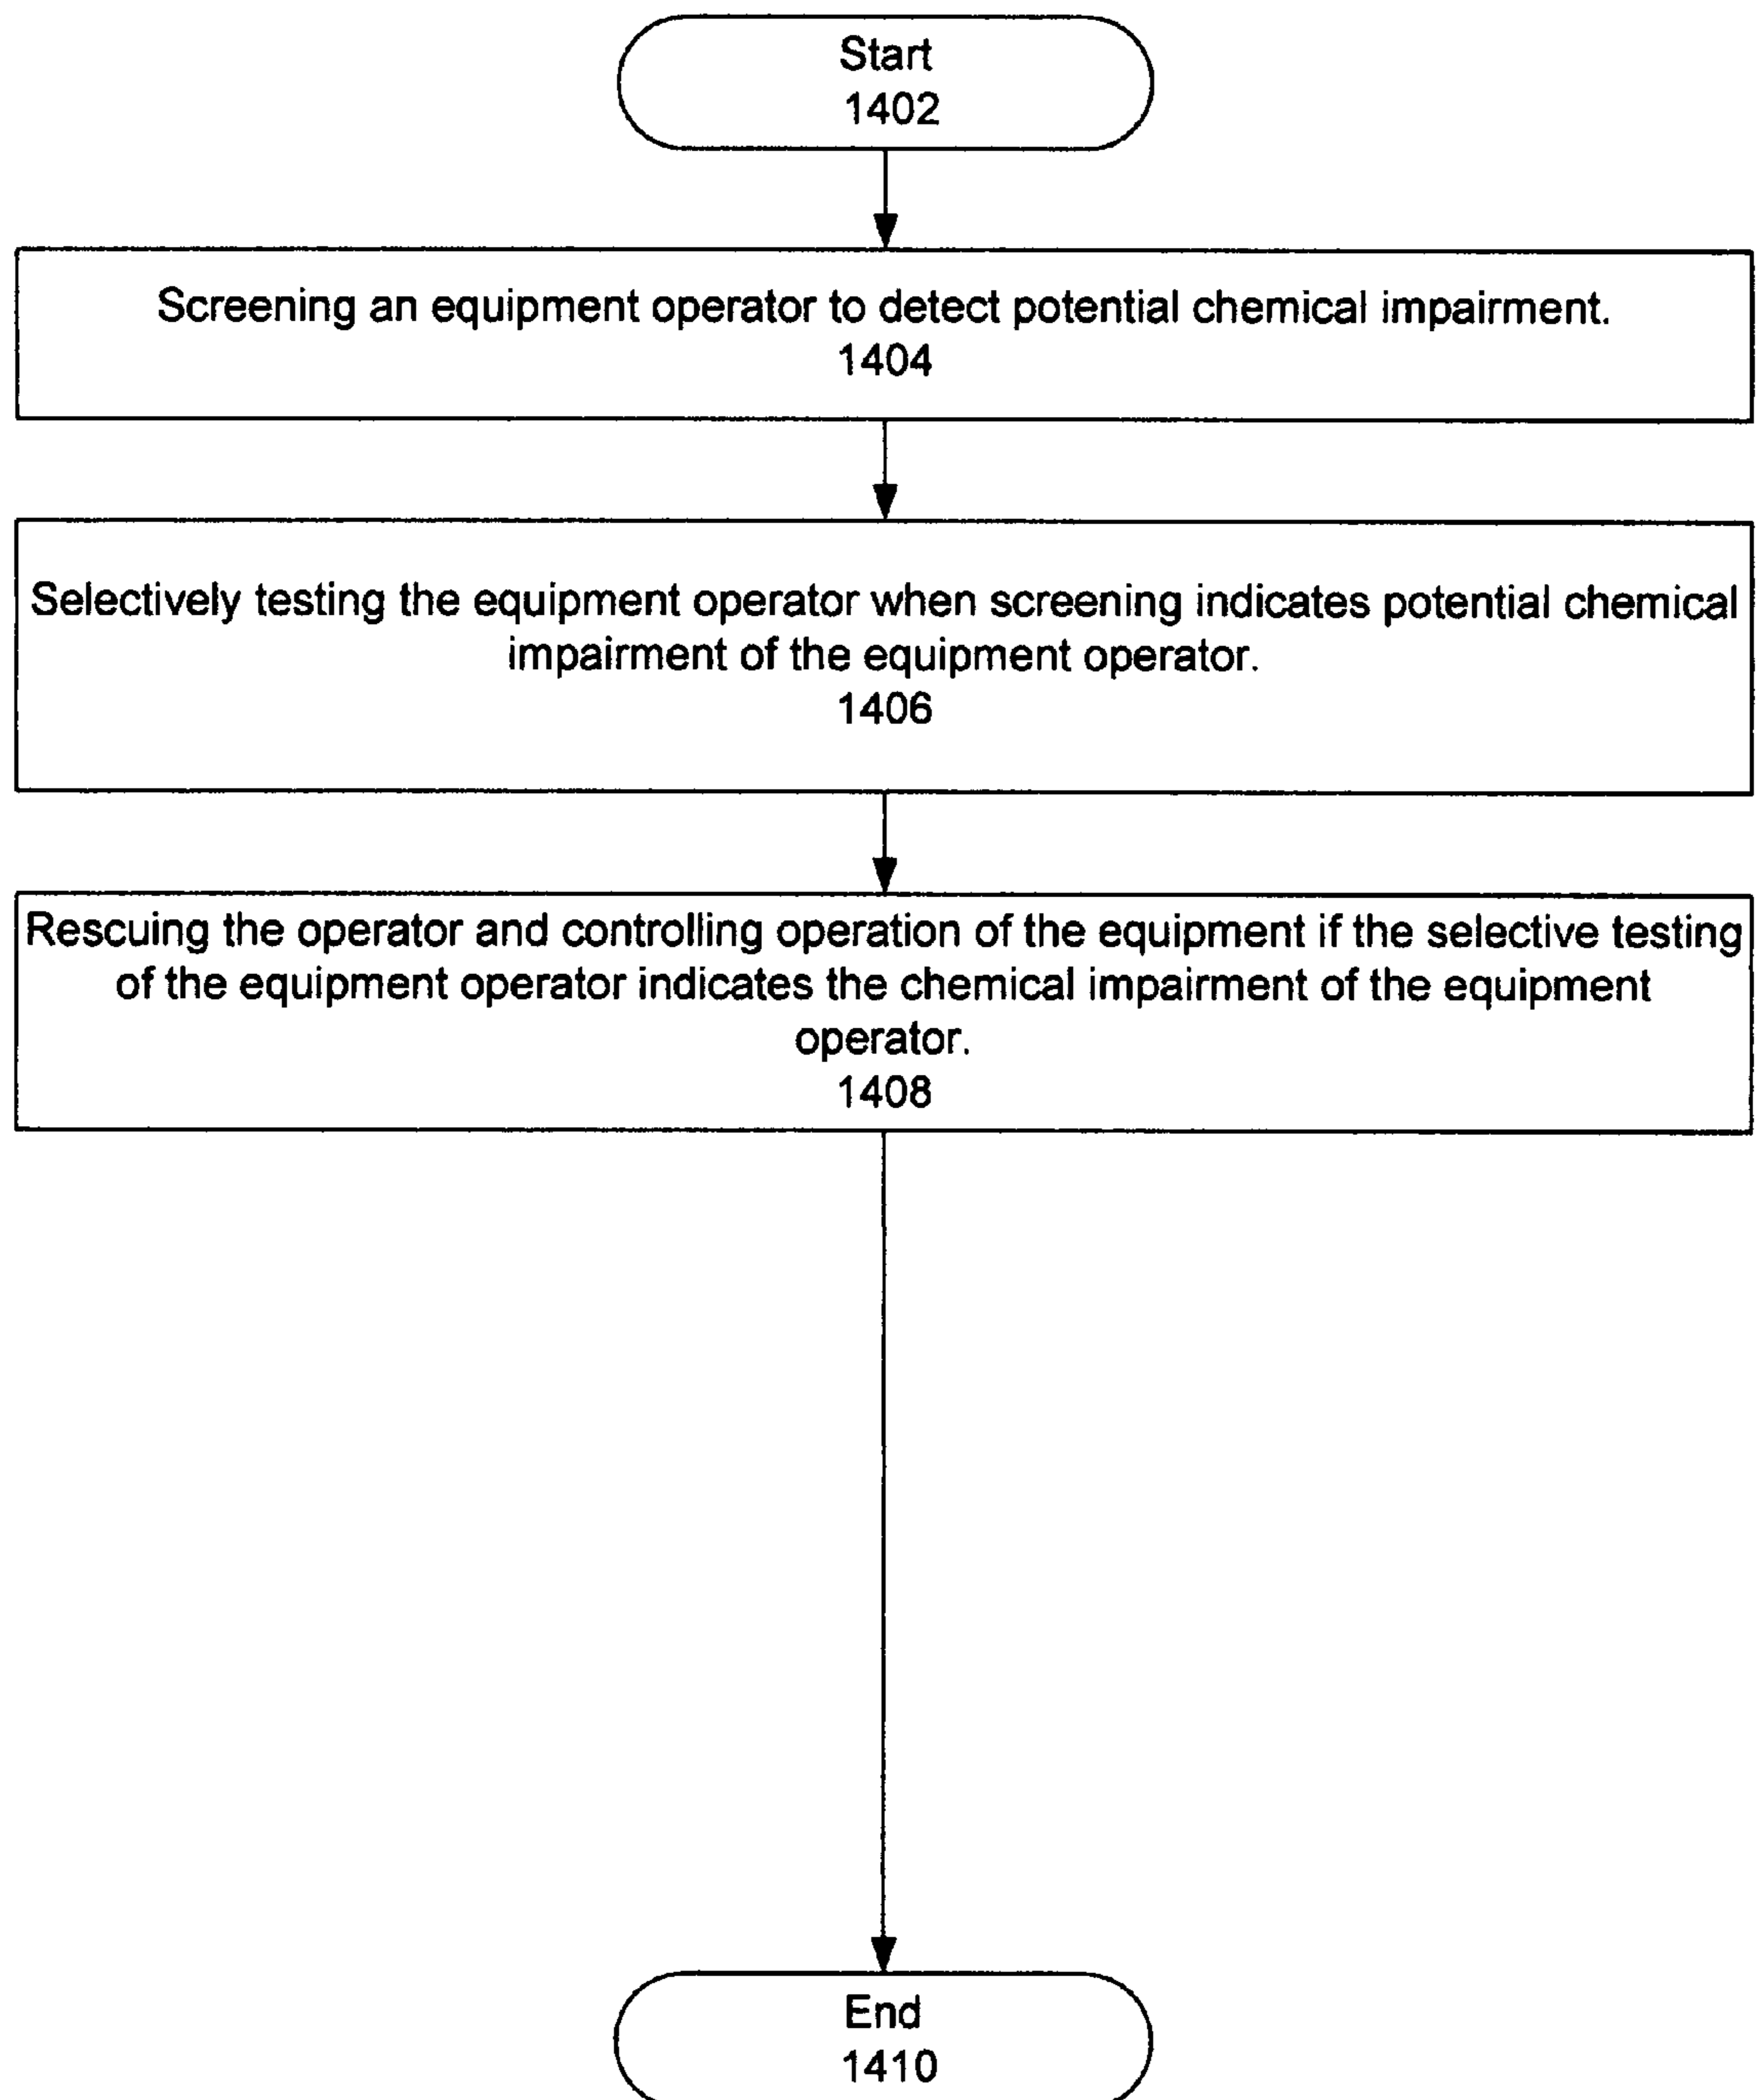 Start
1402
Screening an equipment operator to detect potential chemical impairment.
1404
Selectively testing the equipment operator when screening indicates potential chemical
impairment of the equipment operator.
1406
Rescuing the operator and controlling operation of the equipment if the selective testing
of the equipment operator indicates the chemical impairment of the equipment
operator.
1408
End
1410